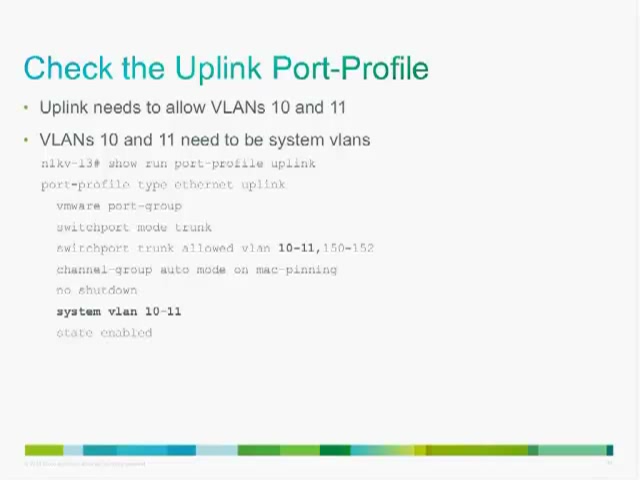 Check the Uplink Port-Profile
• Uplink needs to allow VLANs 10 and 11
• VLANs 10 and 11 need to be system vlans
n1kv-l3# show run port-profile uplink
port-profile type ethernet uplink
vmware port-group
switchport mode trunk
switchport trunk allowed vlan 10-11,150-152
channel-group auto mode on mac-pinning
no shutdown
system vlan 10-11
state enabled